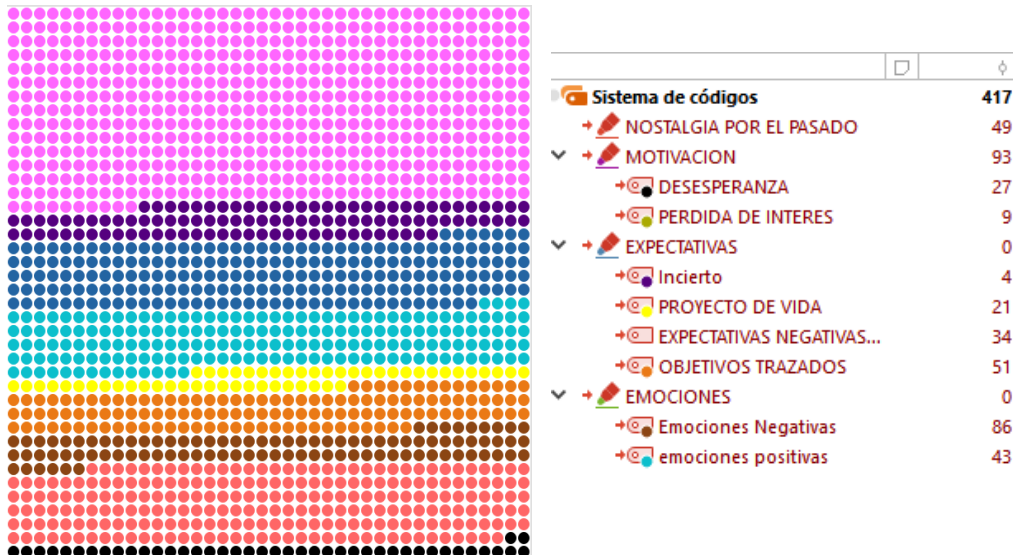 Sistema de códigos 417
NOSTALGIA POR EL PASADO 49
MOTIVACION 93
DESESPERANZA 27
PERDIDA DE INTERES 9
EXPECTATIVAS 0
Incierto 4
PROYECTO DE VIDA 21
EXPECTATIVAS NEGATIVAS... 34
OBJETIVOS TRAZADOS 51
EMOCIONES 0
Emociones Negativas 86
emociones positivas 43